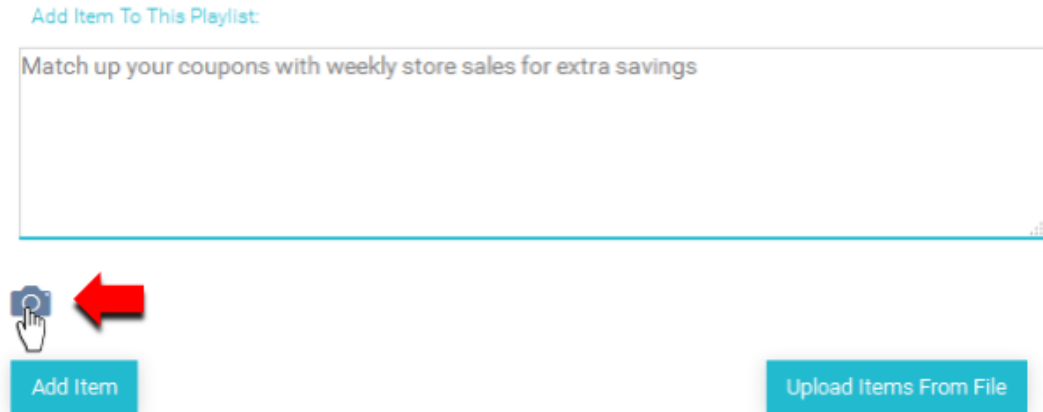 Add Item To This Playlist:
Match up your coupons with weekly store sales for extra savings
Add Item
Upload Items From File